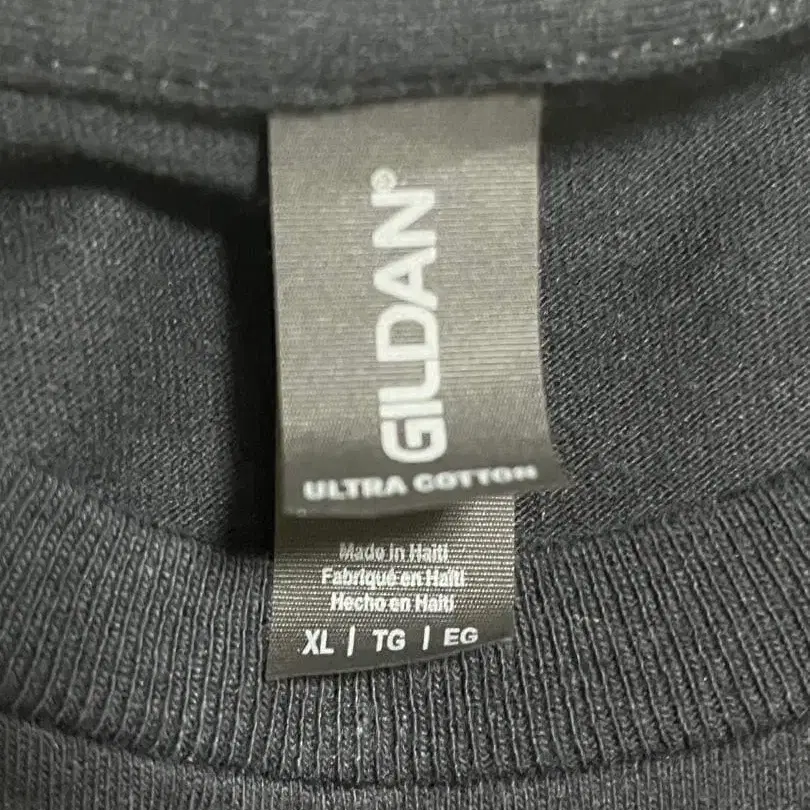 GILDAN®
ULTRA COTTON
Made in Haiti
Fabriqué en Haïti
Hecho en Haití
XL / TG / EG